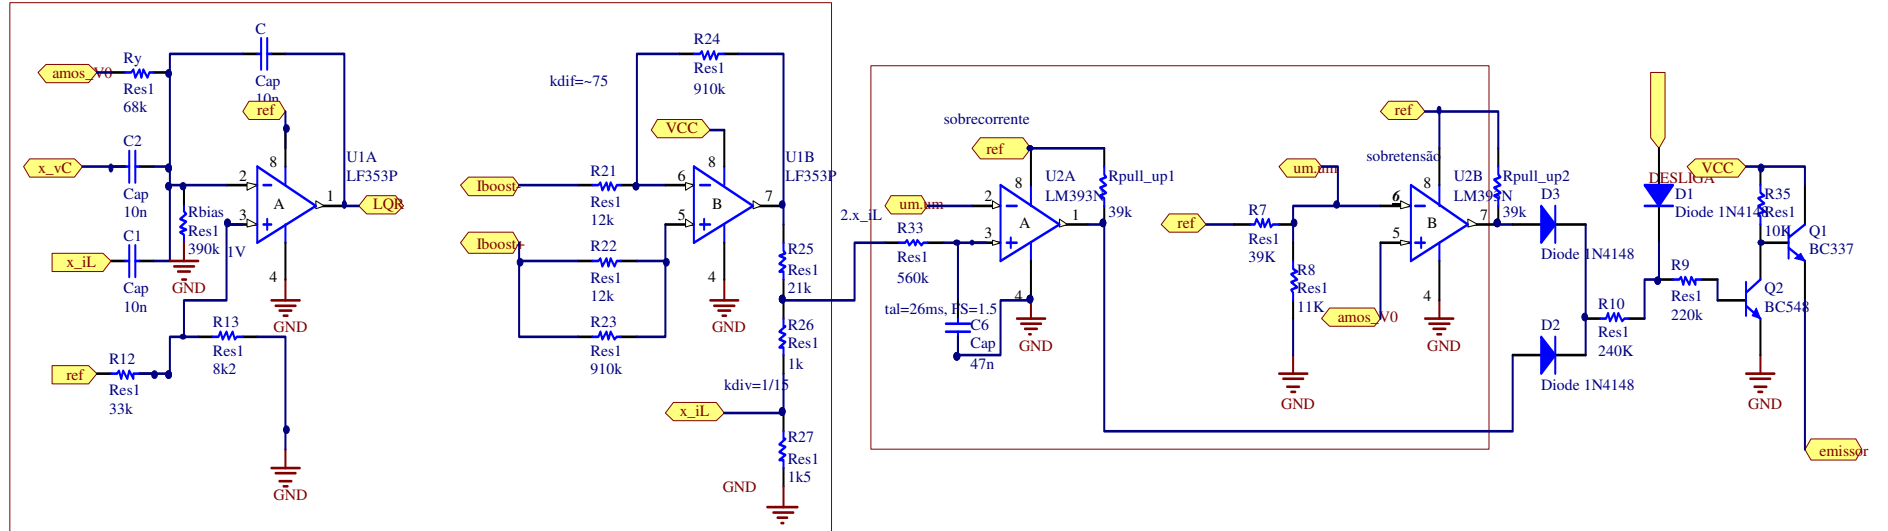 C
Cap
10n
amos_V0
Ry
Res1
68k
ref
C2
x_vC
Cap
10n
C1
x_iL
Cap
10n
Rbias
Res1
390k
GND
1V
8
2
3
A
1
4
U1A
LF353P
LQR
GND
R13
Res1
8k2
ref
R12
Res1
33k
GND
kdif=~75
R24
Res1
910k
VCC
Iboost-
R21
Res1
12k
Iboost+
R22
Res1
12k
R23
Res1
910k
8
6
5
B
7
4
U1B
LF353P
GND
R25
Res1
21k
R26
Res1
1k
kdiv=1/15
x_iL
R27
Res1
1k5
GND
2.x_iL
sobrecorrente
ref
um.um
R33
Res1
560k
8
2
3
A
1
4
U2A
LM393N
Rpull_up1
39k
tal=26ms, FS=1.5
C6
Cap
47n
GND
ref
sobretensão
um.um
ref
R7
Res1
39K
R8
Res1
11K
GND
amos_V0
8
6
5
B
7
4
U2B
LM393N
Rpull_up2
39k
GND
D3
Diode 1N4148
D2
Diode 1N4148
R10
Res1
240K
DESLIGA
D1
Diode 1N4148
R9
Res1
220k
VCC
R35
Res1
10K
Q1
BC337
Q2
BC548
GND
emissor